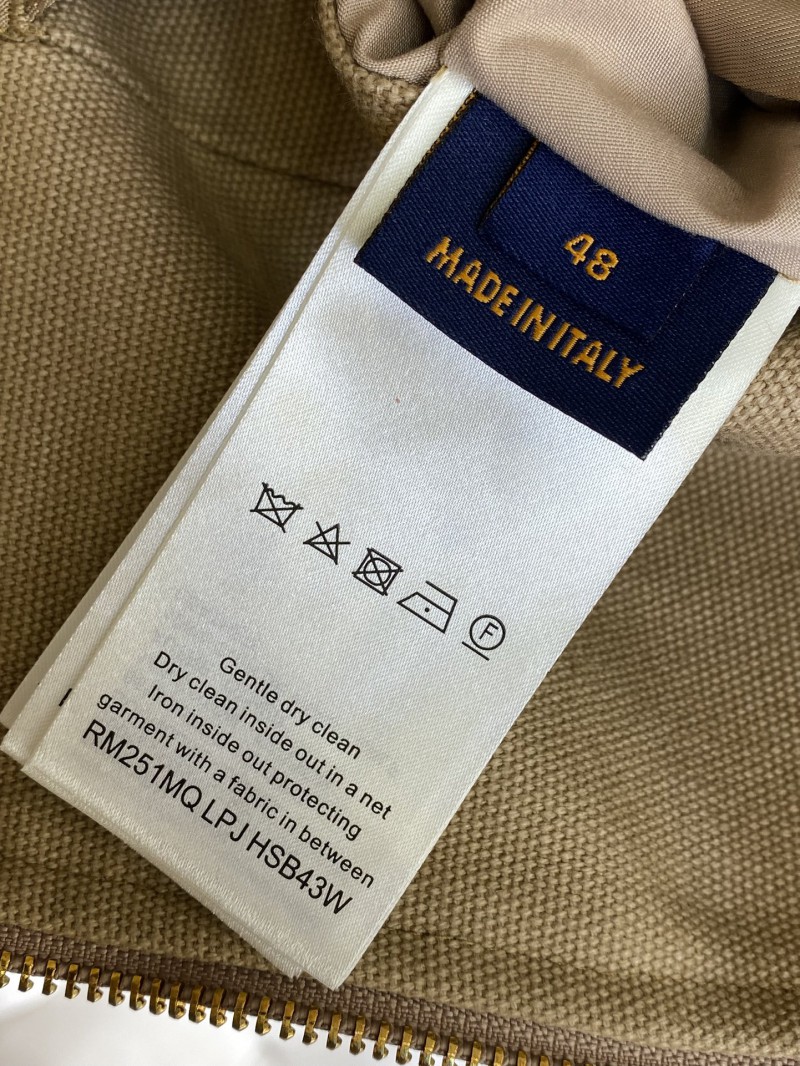 48
MADE IN ITALY
F
Gentle dry clean
Dry clean inside out in a net
Iron inside out protecting
garment with a fabric in between
RM251MQ LPJ HSB43W